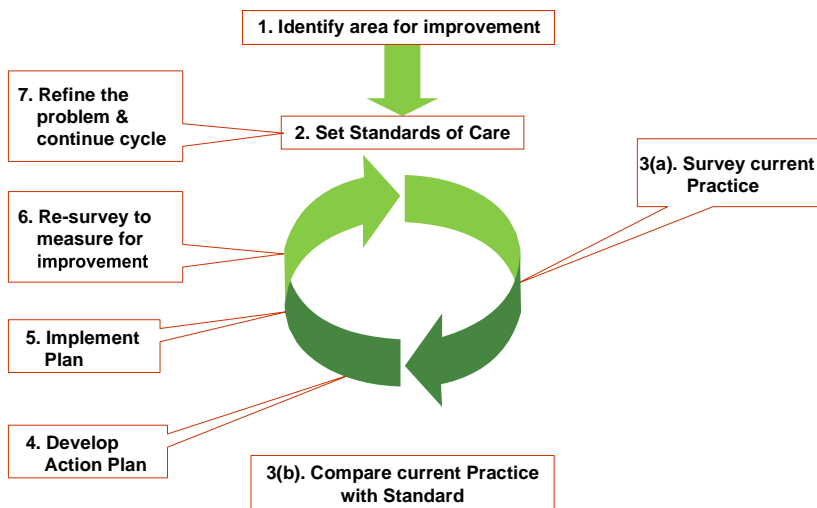 1. Identify area for improvement
7. Refine the
problem &
continue cycle
2. Set Standards of Care
3(a). Survey current
Practice
6. Re-survey to
measure for
improvement
5. Implement
Plan
4. Develop
Action Plan
3(b). Compare current Practice
with Standard